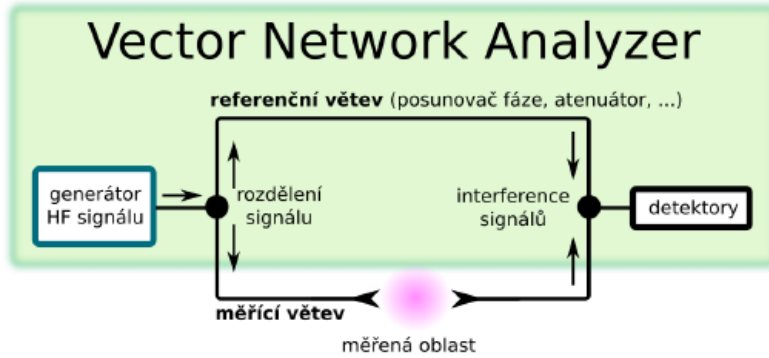 Vector Network Analyzer
referenční větev (posunovač fáze, atenuátor, ...)
generátor
HF signálu
rozdělení
signálu
interference
signálů
detektory
měřící větev
měřená oblast